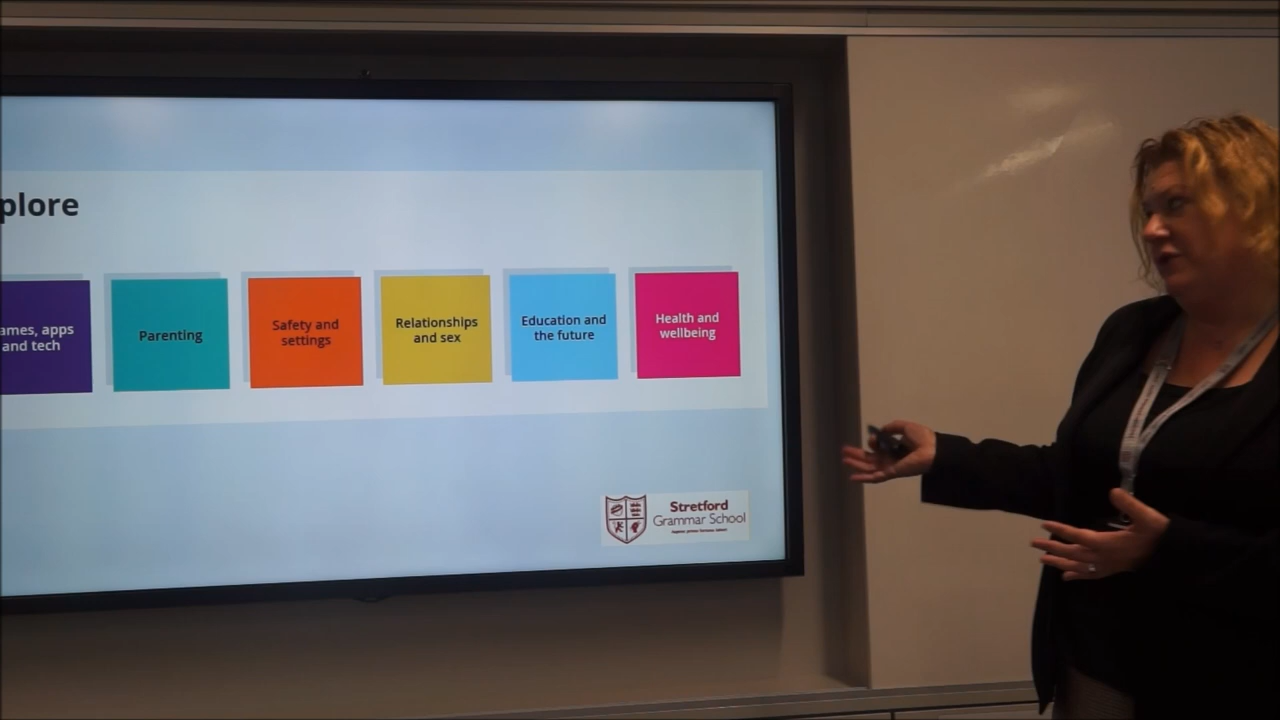 plore
ames, apps
and tech
Parenting
Safety and
settings
Relationships
and sex
Education and
the future
Health and
wellbeing
Stretford
Grammar School